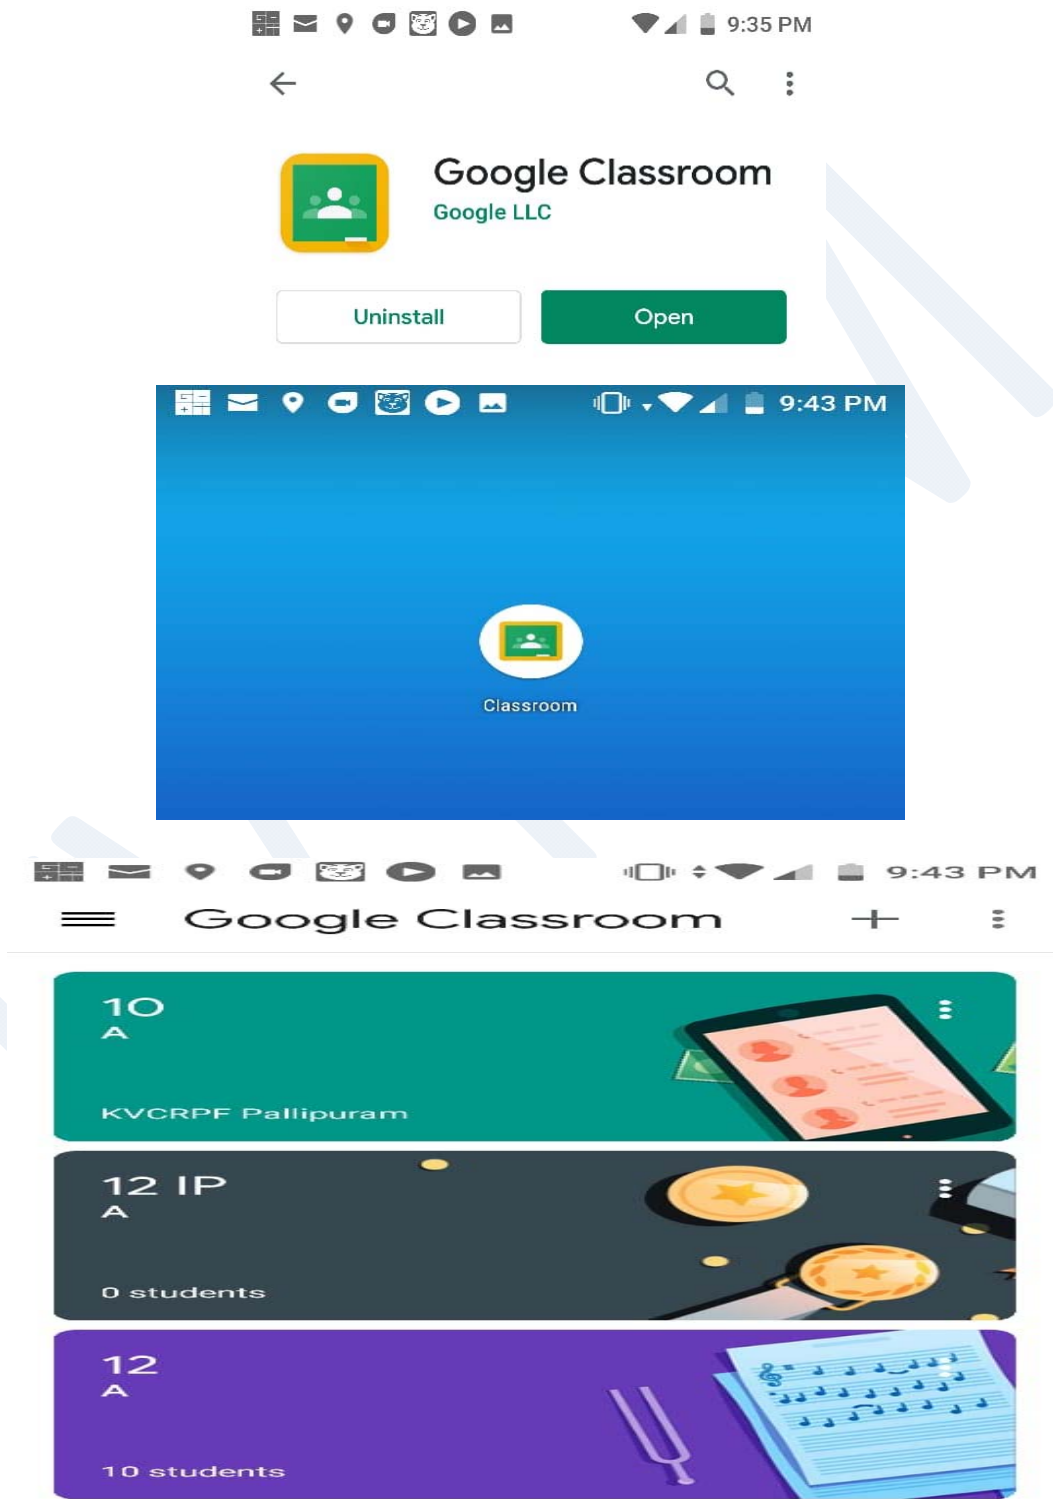 9:35 PM
Google Classroom
Google LLC
Uninstall
Open
9:43 PM
Classroom
9:43 PM
Google Classroom
10
A
KVCRPF Pallipuram
12 IP
A
0 students
12
A
10 students